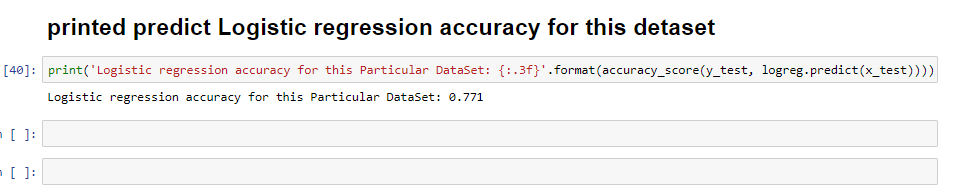 printed predict Logistic regression accuracy for this detaset
[40]: print('Logistic regression accuracy for this Particular DataSet: {:.3f}'.format(accuracy_score(y_test, logreg.predict(x_test))))
Logistic regression accuracy for this Particular DataSet: 0.771
n [ ]:
n [ ]: